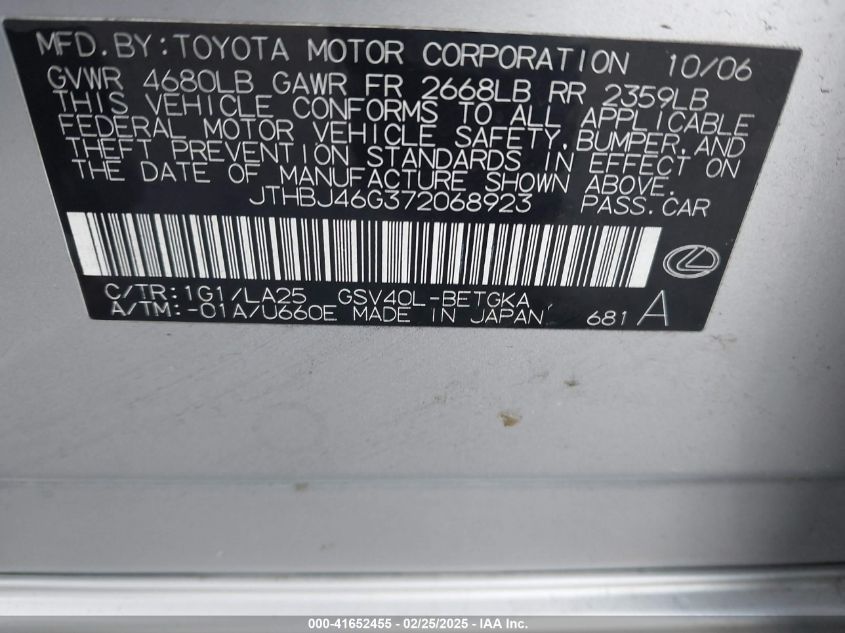 MFD. BY: TOYOTA MOTOR CORPORATION 10/06
GVWR 4680LB GAWR FR 2668LB RR 2359LB
THIS VEHICLE CONFORMS TO ALL APPLICABLE
FEDERAL MOTOR VEHICLE SAFETY, BUMPER, AND
THEFT PREVENTION STANDARDS IN EFFECT ON
THE DATE OF MANUFACTURE SHOWN ABOVE.
JTHBJ46G372068923 PASS. CAR
C/TR: 1G1/LA25 GSV40L-BETGKA
A/TM: -01A/U660E MADE IN JAPAN 681 A
000-41652455 - 02/25/2025 - IAA Inc.